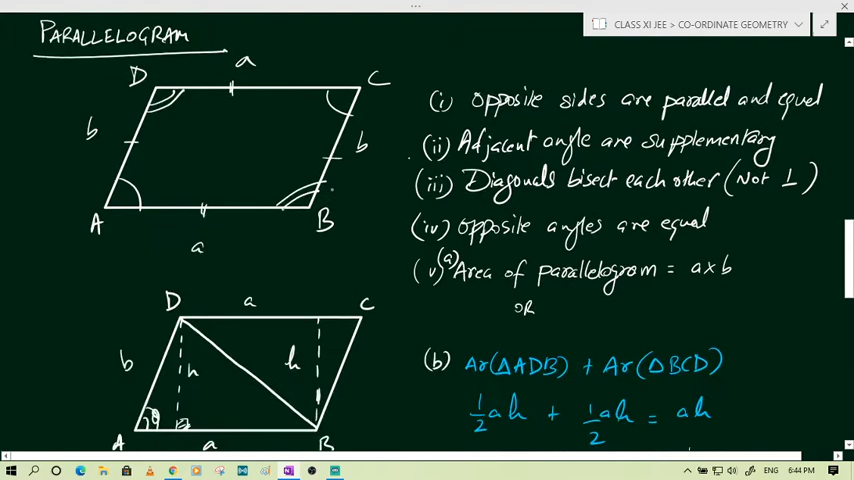 CLASS XI JEE > CO-ORDINATE GEOMETRY
PARALLELOGRAM
D a C
b b
A B
a
(i) opposite sides are parallel and equal
(ii) Adjacent angle are supplementary
(iii) Diagonals bisect each other (Not ⊥)
(iv) opposite angles are equal
(v) (a) Area of parallelogram = a x b
OR
D a C
b h h
θ
A a B
(b) Ar(ΔADB) + Ar(ΔBCD)
1/2 ah + 1/2 ah = ah
ENG 6:44 PM